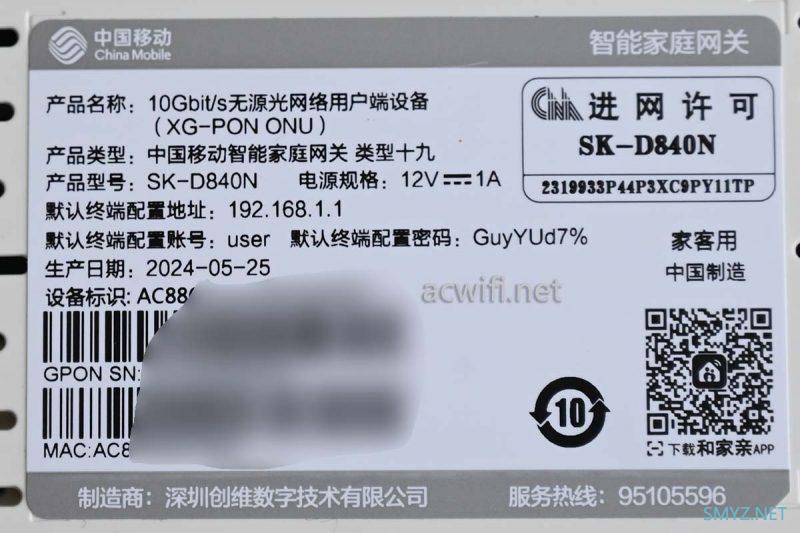 中国移动
China Mobile
智能家庭网关
产品名称：10Gbit/s无源光网络用户端设备
（XG-PON ONU）
产品类型：中国移动智能家庭网关 类型十九
产品型号：SK-D840N 电源规格：12V⎓1A
默认终端配置地址：192.168.1.1
默认终端配置账号：user 默认终端配置密码：GuyYUd7%
生产日期：2024-05-25
设备标识：AC88
GPON SN:
MAC:AC8
进网许可
SK-D840N
2319933P44P3XC9PY11TP
家客用
中国制造
acwifi.net
10
下载和家亲APP
制造商：深圳创维数字技术有限公司
服务热线：95105596
SMYZ.NET